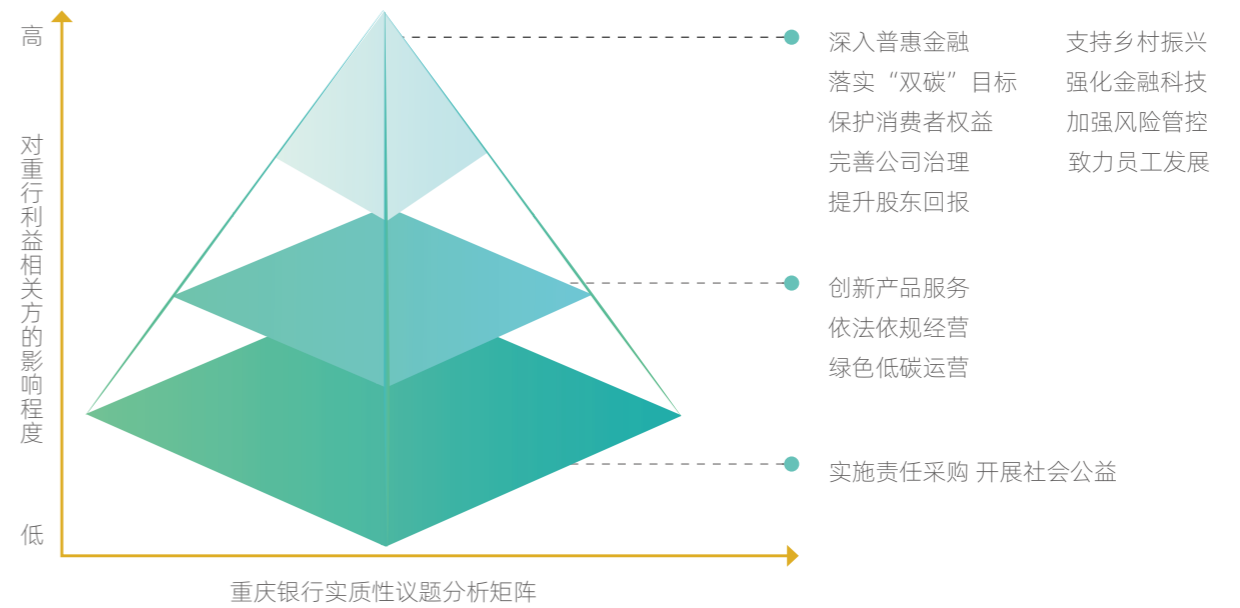 高
对重行利益相关方的影响程度
低
深入普惠金融 支持乡村振兴
落实“双碳”目标 强化金融科技
保护消费者权益 加强风险管控
完善公司治理 致力员工发展
提升股东回报
创新产品服务
依法依规经营
绿色低碳运营
实施责任采购 开展社会公益
重庆银行实质性议题分析矩阵